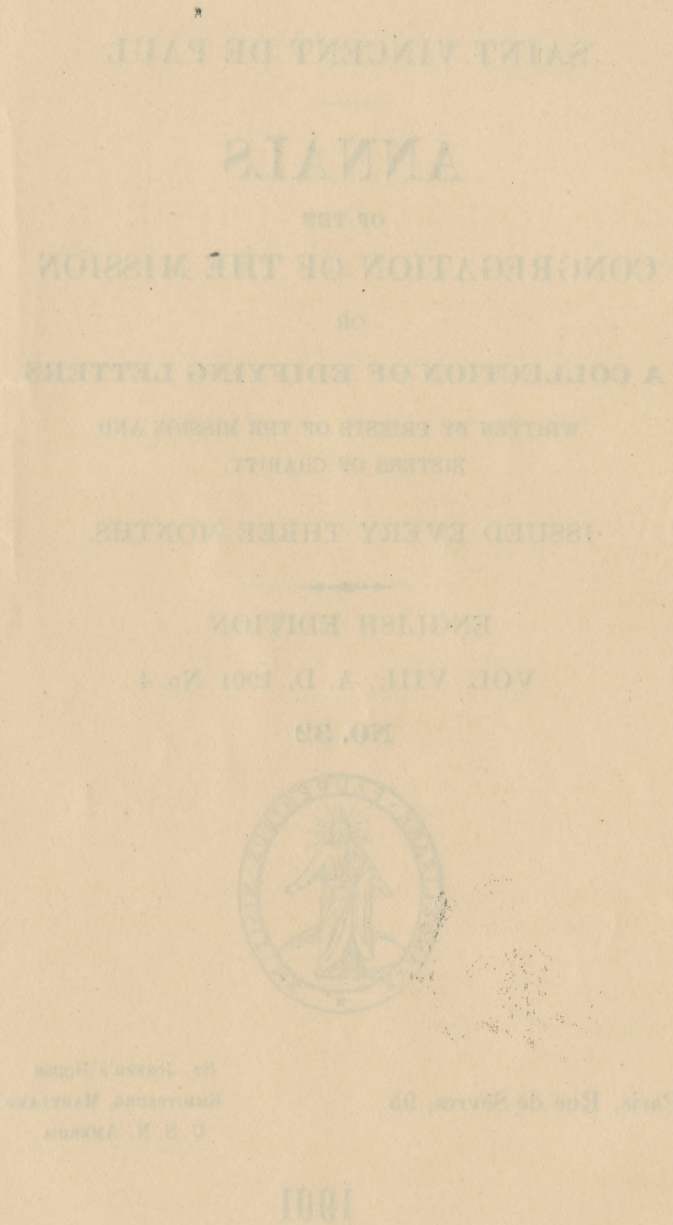 SAINT VINCENT DE PAUL
ANNALS
OF THE
CONGREGATION OF THE MISSION
OR
A COLLECTION OF EDIFYING LETTERS
WRITTEN BY PRIESTS OF THE MISSION AND
SISTERS OF CHARITY.
ISSUED EVERY THREE MONTHS.
ENGLISH EDITION
VOL. VIII., A. D. 1901 No 4
NO. 32
Paris, Rue de Sèvres, 95
St. Joseph's House
Emmitsburg, Maryland
U. S. N. America
1901